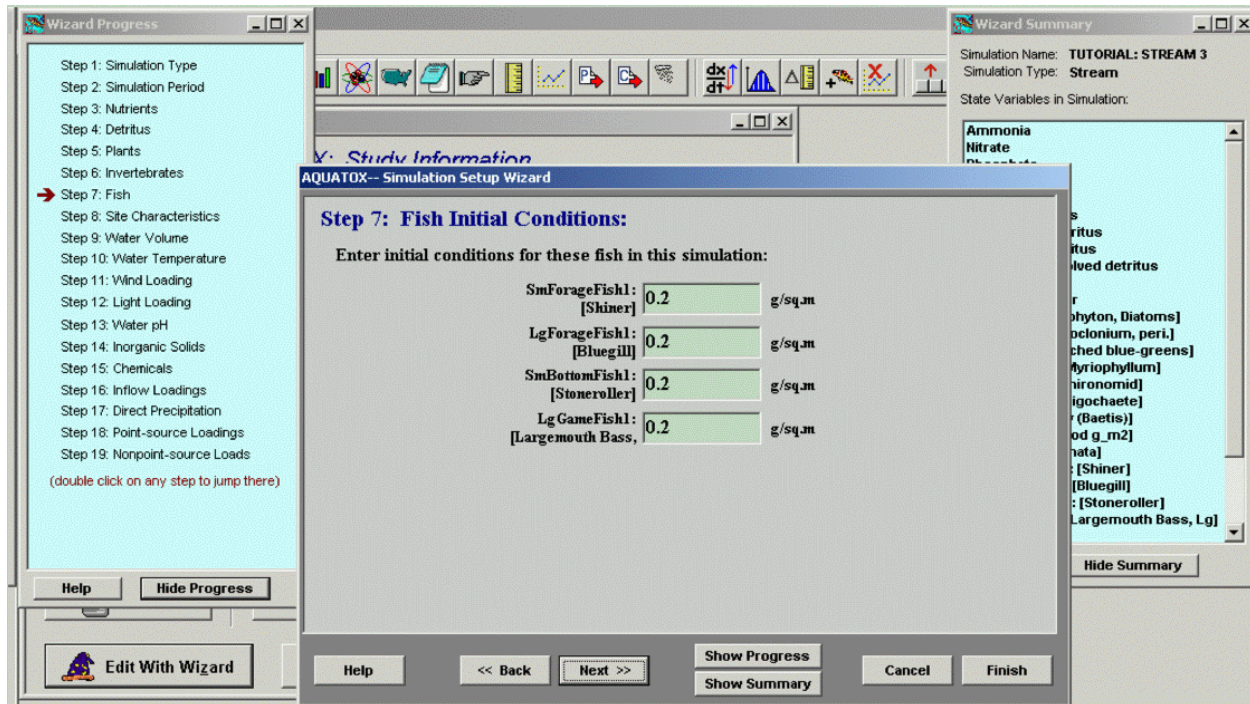 Wizard Progress
Step 1: Simulation Type
Step 2: Simulation Period
Step 3: Nutrients
Step 4: Detritus
Step 5: Plants
Step 6: Invertebrates
Step 7: Fish
Step 8: Site Characteristics
Step 9: Water Volume
Step 10: Water Temperature
Step 11: Wind Loading
Step 12: Light Loading
Step 13: Water pH
Step 14: Inorganic Solids
Step 15: Chemicals
Step 16: Inflow Loadings
Step 17: Direct Precipitation
Step 18: Point-source Loadings
Step 19: Nonpoint-source Loads
(double click on any step to jump there)
Help Hide Progress
Edit With Wizard
X: Study Information
AQUATOX-- Simulation Setup Wizard
Step 7: Fish Initial Conditions:
Enter initial conditions for these fish in this simulation:
SmForageFish1:
[Shiner] 0.2 g/sq.m
LgForageFish1:
[Bluegill] 0.2 g/sq.m
SmBottomFish1:
[Stoneroller] 0.2 g/sq.m
LgGameFish1:
[Largemouth Bass, 0.2 g/sq.m
Help << Back Next >> Show Progress Show Summary Cancel Finish
Wizard Summary
Simulation Name: TUTORIAL: STREAM 3
Simulation Type: Stream
State Variables in Simulation:
Ammonia
Nitrate
s
ritus
itus
lved detritus
r
phyton, Diatoms]
oclonium, peri.]
ched blue-greens]
Myriophyllum]
hironomid]
igochaete]
(Baetis)]
od g_m2]
nata]
: [Shiner]
[Bluegill]
: [Stoneroller]
Largemouth Bass, Lg]
Hide Summary